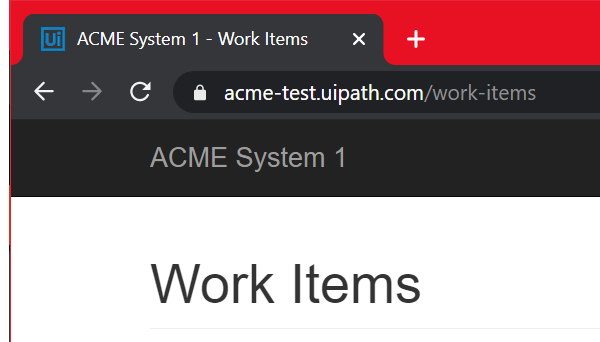 Ui ACME System 1 - Work Items
acme-test.uipath.com/work-items
ACME System 1
Work Items